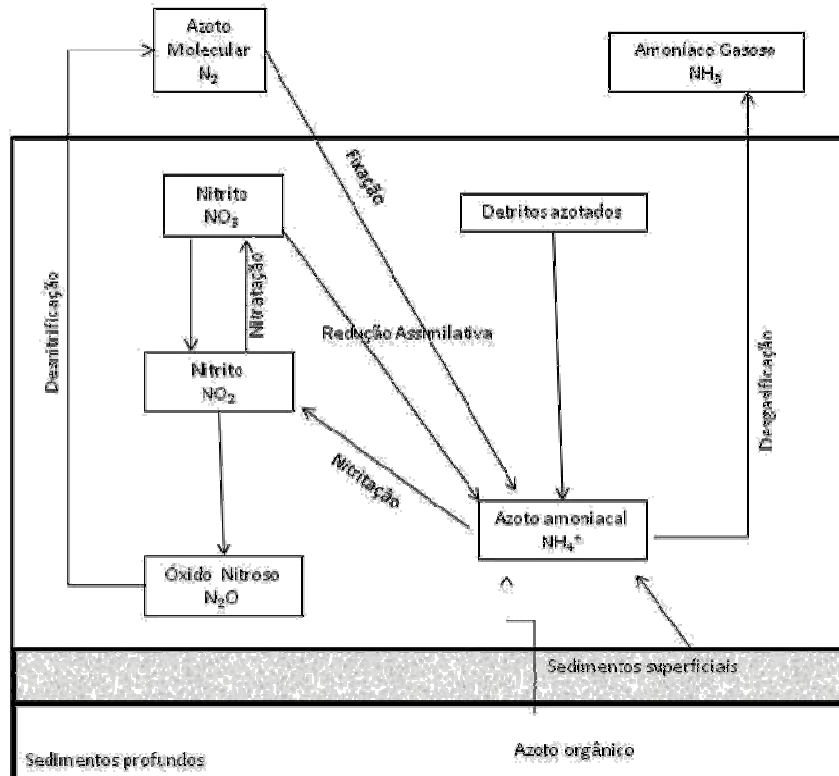 Azoto
Molecular
N₂
Amoníaco Gasoso
NH₃
Fixação
Nitrito
NO₃
Detritos azotados
Desnitrificação
Nitratação
Redução Assimilativa
Desgasificação
Nitrito
NO₂
Nitritação
Azoto amoniacal
NH₄⁺
Óxido Nitroso
N₂O
Sedimentos superficiais
Azoto orgânico
Sedimentos profundos